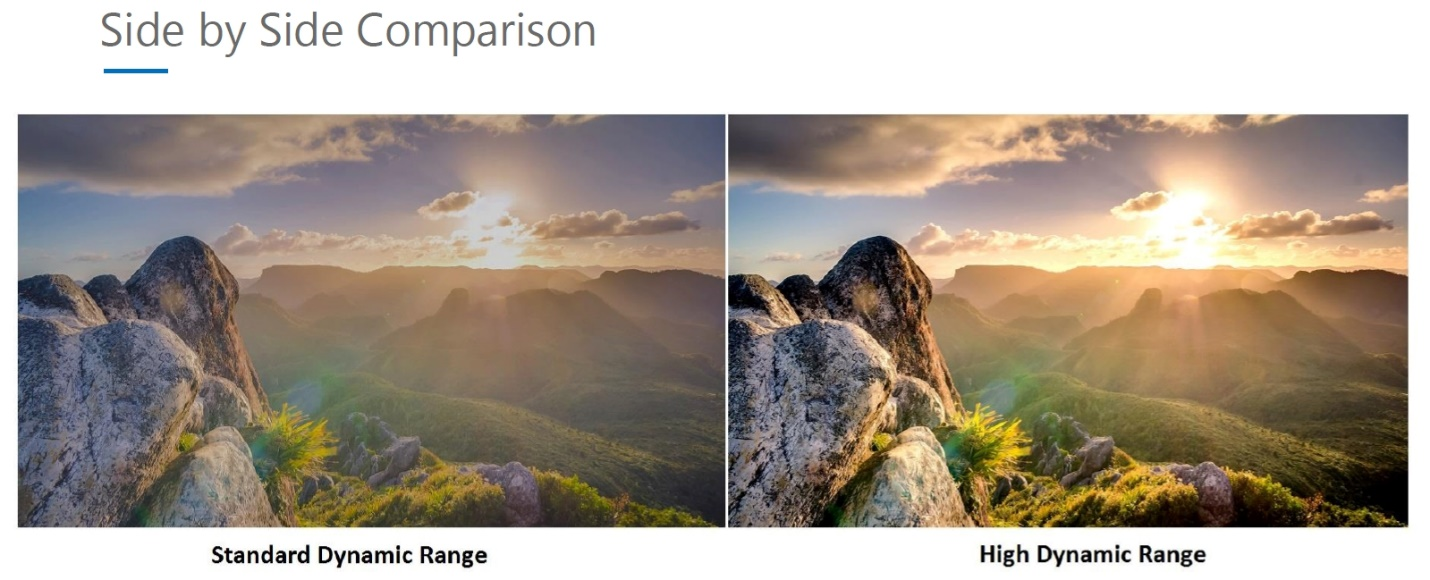 Side by Side Comparison
Standard Dynamic Range
High Dynamic Range